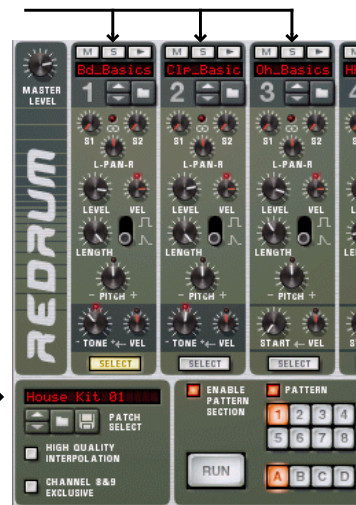 M S M S M S M
Bd_Basics Clp_Basic Oh_Basics
MASTER
LEVEL
1 2 3
S1 S2 S1 S2 S1 S2
L-PAN-R L-PAN-R L-PAN-R
LEVEL VEL LEVEL VEL LEVEL VEL
LENGTH LENGTH LENGTH
- PITCH + - PITCH + - PITCH +
- TONE + VEL - TONE + VEL START VEL
SELECT SELECT SELECT
REDRUM
House Kit 01
PATCH
SELECT
HIGH QUALITY
INTERPOLATION
CHANNEL 8&9
EXCLUSIVE
ENABLE
PATTERN
SECTION
PATTERN
1 2 3 4
5 6 7 8
RUN
A B C D